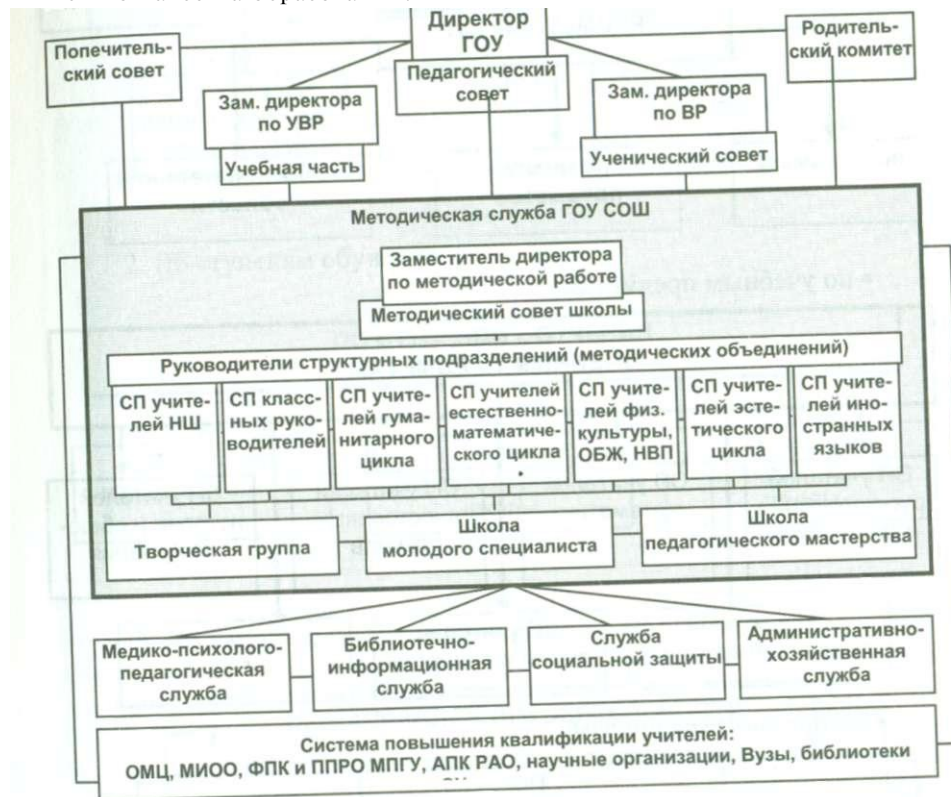 Директор
ГОУ
Попечитель-
ский совет
Родитель-
ский комитет
Педагогический
совет
Зам. директора
по УВР
Зам. директора
по ВР
Учебная часть
Ученический совет
Методическая служба ГОУ СОШ
Заместитель директора
по методической работе
Методический совет школы
Руководители структурных подразделений (методических объединений)
СП учите-
лей НШ
СП класс-
ных руко-
водителей
СП учите-
лей гума-
нитарного
цикла
СП учителей
естественно-
математиче-
ского цикла
СП учите-
лей физ.
культуры,
ОБЖ, НВП
СП учите-
лей эсте-
тического
цикла
СП учите-
лей ино-
странных
языков
Творческая группа
Школа
молодого специалиста
Школа
педагогического мастерства
Медико-психолого-
педагогическая
служба
Библиотечно-
информационная
служба
Служба
социальной защиты
Административно-
хозяйственная
служба
Система повышения квалификации учителей:
ОМЦ, МИОО, ФПК и ППРО МПГУ, АПК РАО, научные организации, Вузы, библиотеки